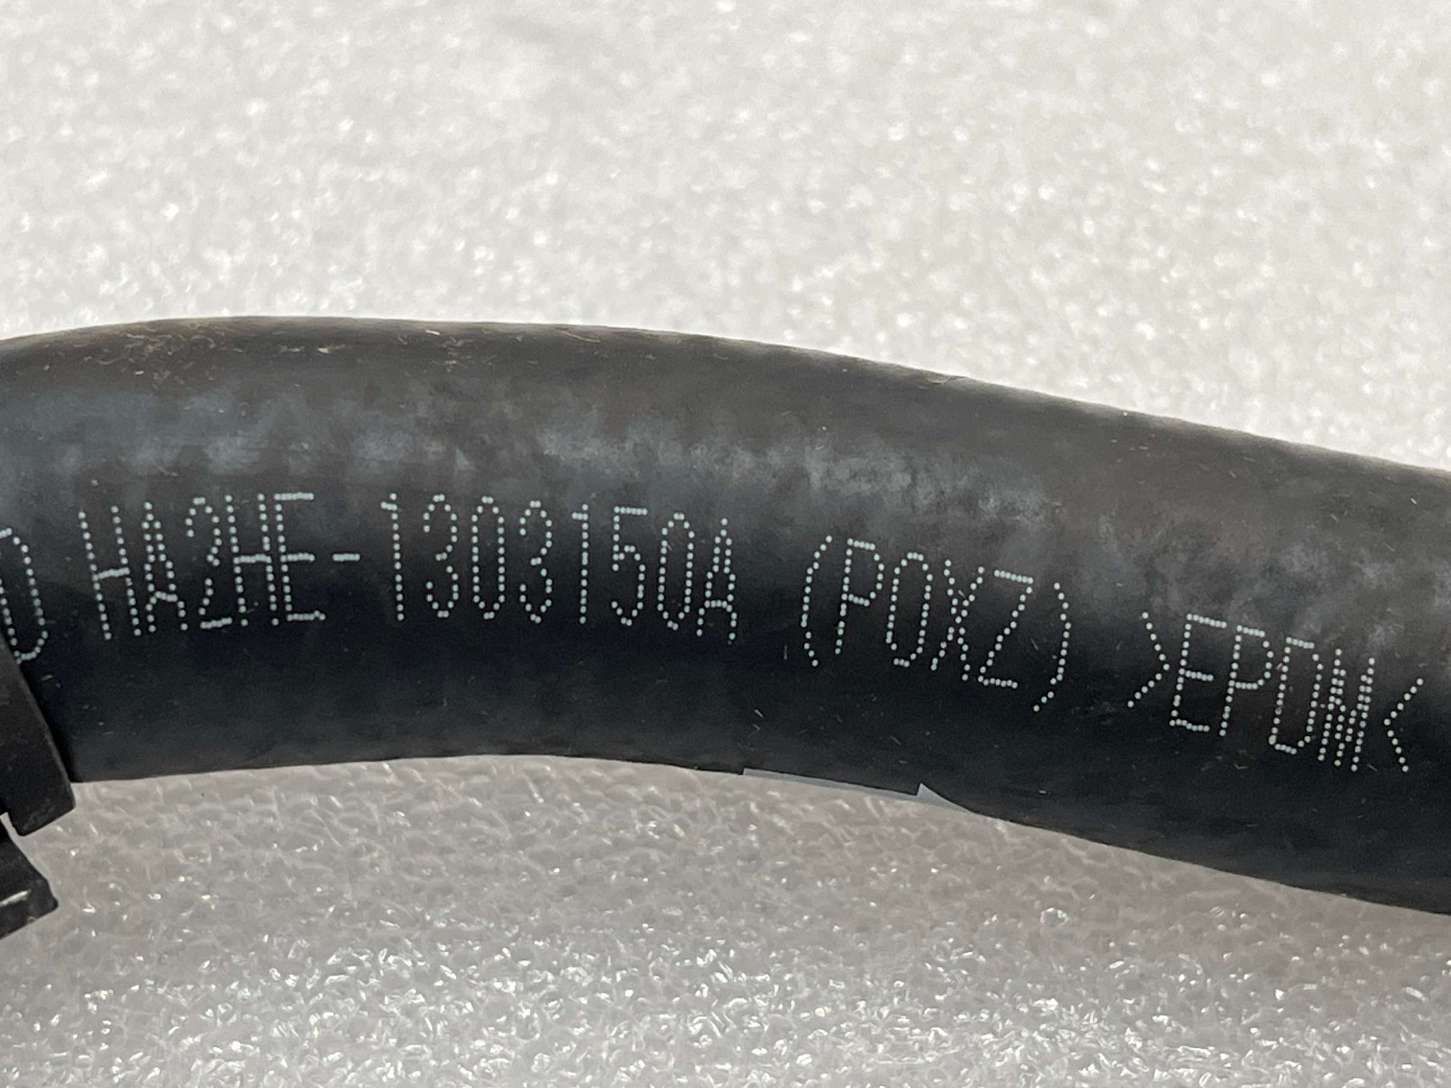 D HA2HE-1303150A (POXZ) >EPDM<